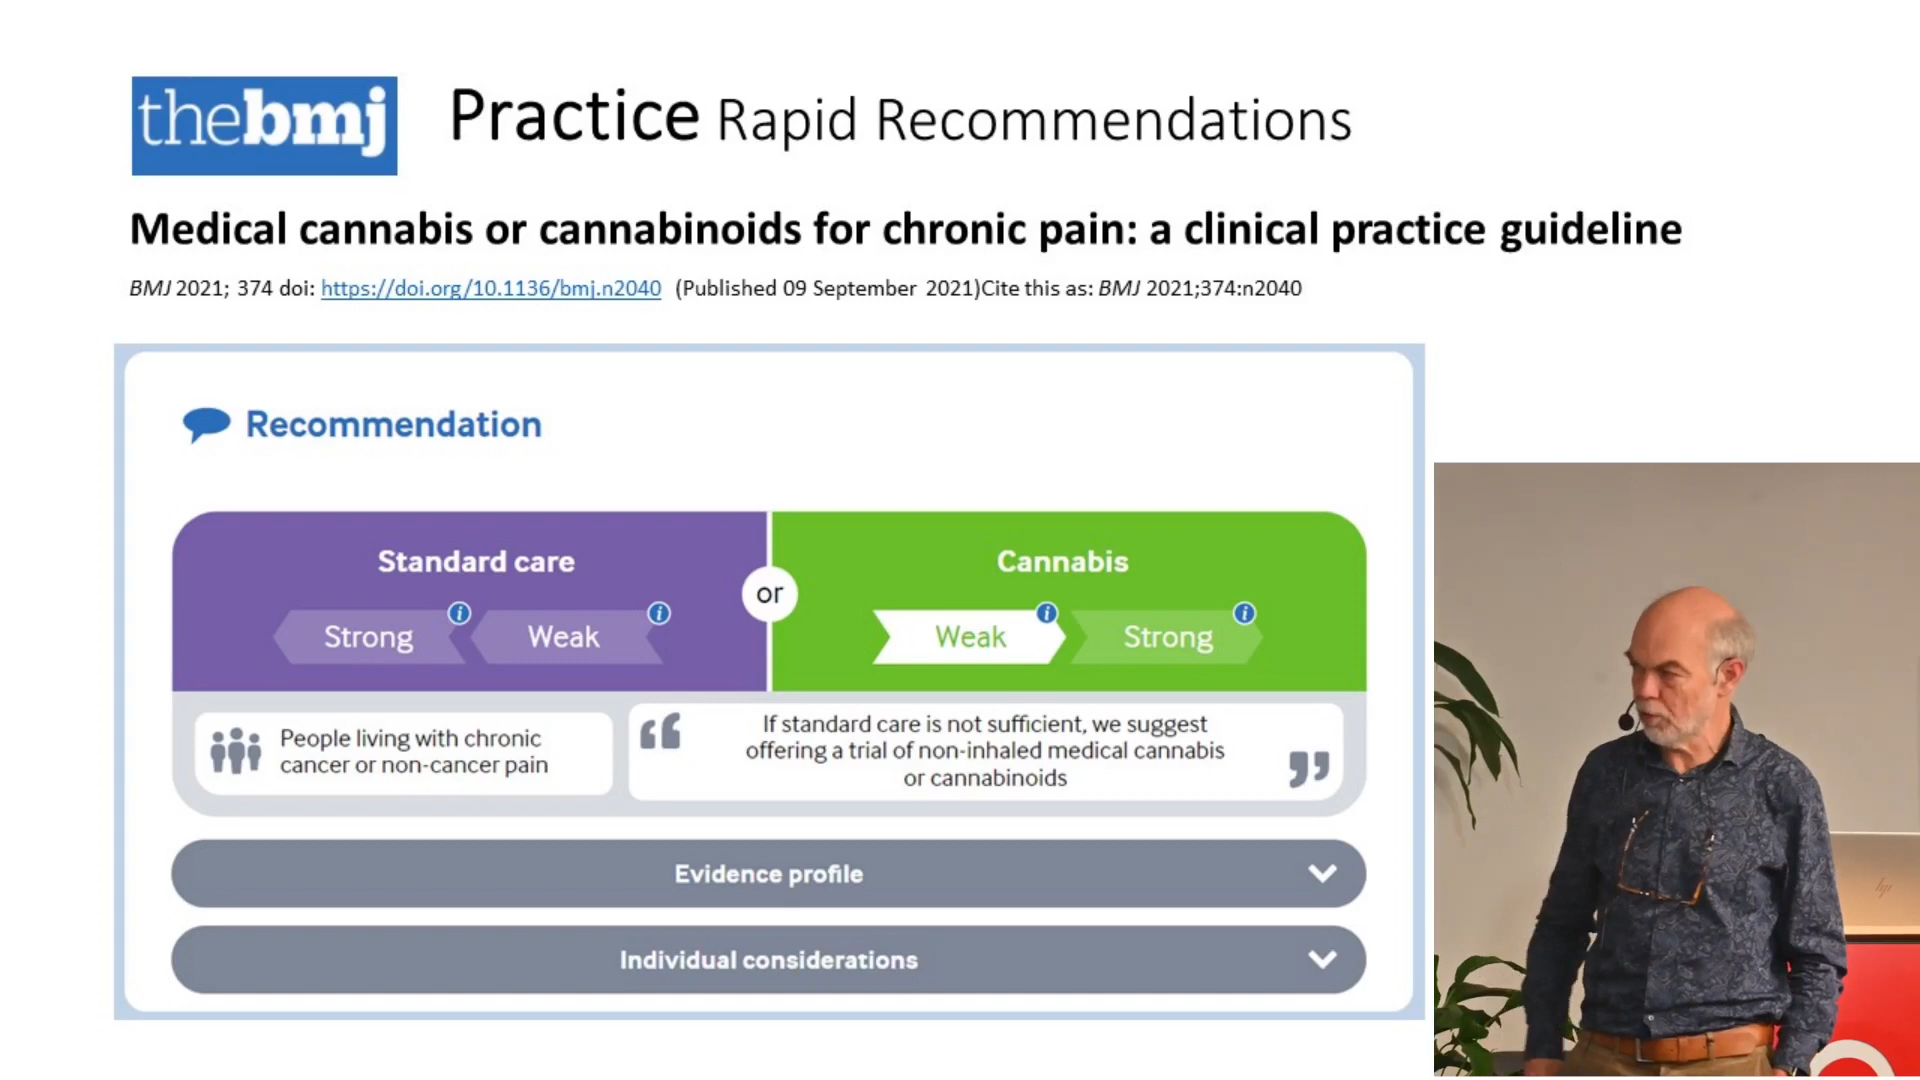 thebmj Practice Rapid Recommendations
Medical cannabis or cannabinoids for chronic pain: a clinical practice guideline
BMJ 2021; 374 doi: https://doi.org/10.1136/bmj.n2040 (Published 09 September 2021)Cite this as: BMJ 2021;374:n2040
Recommendation
Standard care
or
Cannabis
Strong i Weak i
Weak i Strong i
People living with chronic
cancer or non-cancer pain
“ If standard care is not sufficient, we suggest
offering a trial of non-inhaled medical cannabis
or cannabinoids ”
Evidence profile
Individual considerations
hp